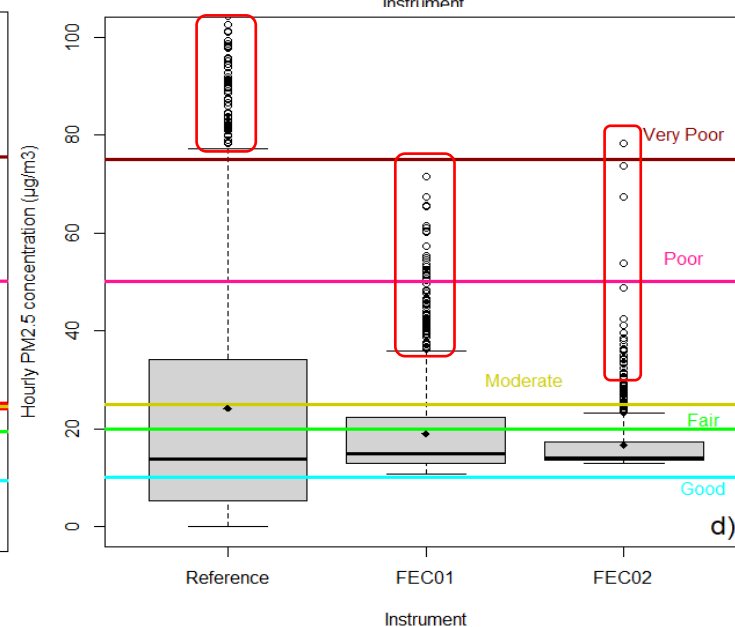 Instrument
100
80
60
40
20
0
Hourly PM2.5 concentration (µg/m3)
Very Poor
Poor
Moderate
Fair
Good
d)
Reference
FEC01
FEC02
Instrument